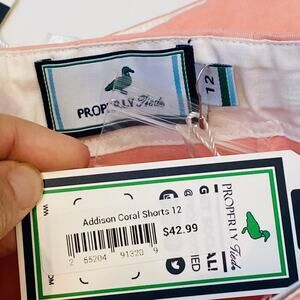 PROPERLY Tied
12
PROPERLY Tied
Addison Coral Shorts 12
$42.99
2 55204 91320 9